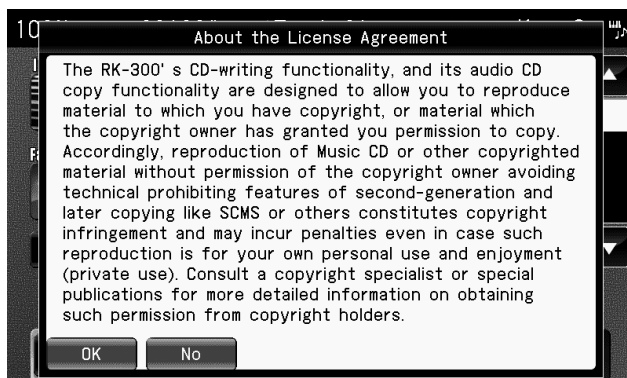 About the License Agreement
The RK-300' s CD-writing functionality, and its audio CD
copy functionality are designed to allow you to reproduce
material to which you have copyright, or material which
the copyright owner has granted you permission to copy.
Accordingly, reproduction of Music CD or other copyrighted
material without permission of the copyright owner avoiding
technical prohibiting features of second-generation and
later copying like SCMS or others constitutes copyright
infringement and may incur penalties even in case such
reproduction is for your own personal use and enjoyment
(private use). Consult a copyright specialist or special
publications for more detailed information on obtaining
such permission from copyright holders.
OK No